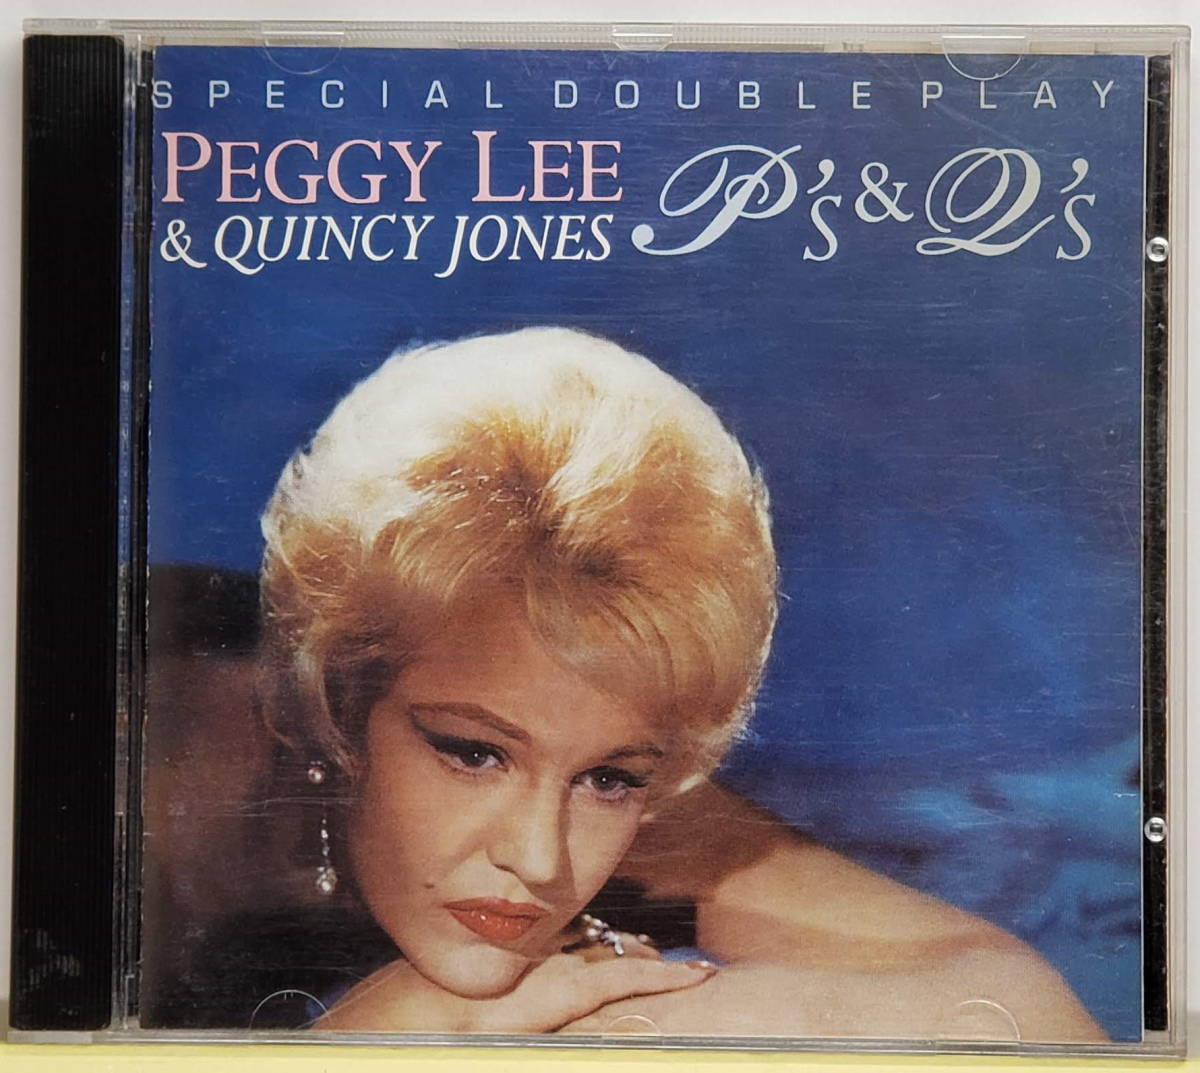 SPECIAL DOUBLE PLAY
PEGGY LEE
& QUINCY JONES
P's & Q's